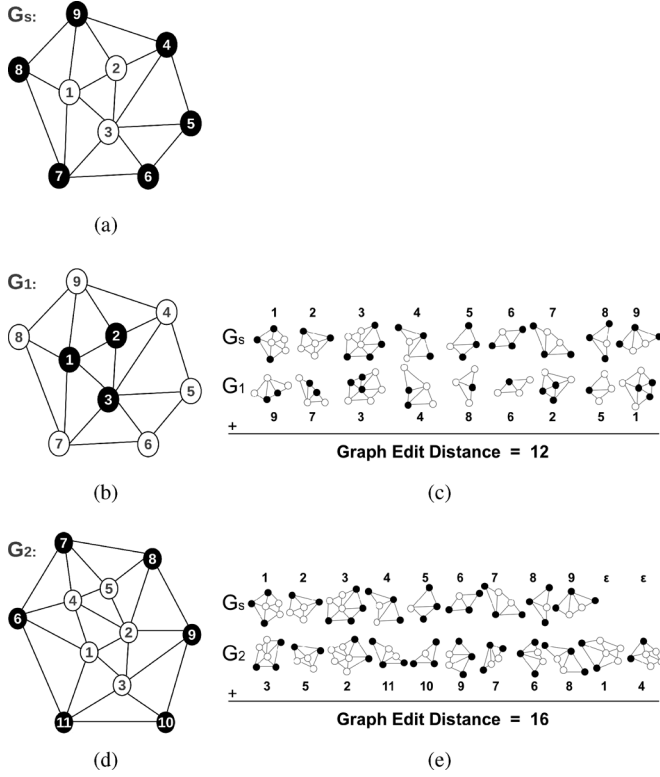 Gs:
9
4
8
2
1
5
3
7
6
(a)
G1:
9
4
8
2
1
5
3
7
6
(b)
1 2 3 4 5 6 7 8 9
Gs
G1
9 7 3 4 8 6 2 5 1
+
Graph Edit Distance = 12
(c)
G2:
7
8
5
4
6
2
9
1
3
11
10
(d)
1 2 3 4 5 6 7 8 9 ε ε
Gs
G2
3 5 2 11 10 9 7 6 8 1 4
+
Graph Edit Distance = 16
(e)